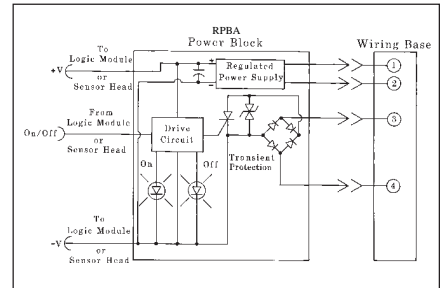 RPBA
Power Block
Wiring Base
To
Logic Module
or
Sensor Head
+V
+
-
Regulated
Power Supply
1
2
From
Logic Module
or
Sensor Head
On/Off
Drive
Circuit
On
Off
Transient
Protection
3
4
To
Logic Module
or
Sensor Head
-V